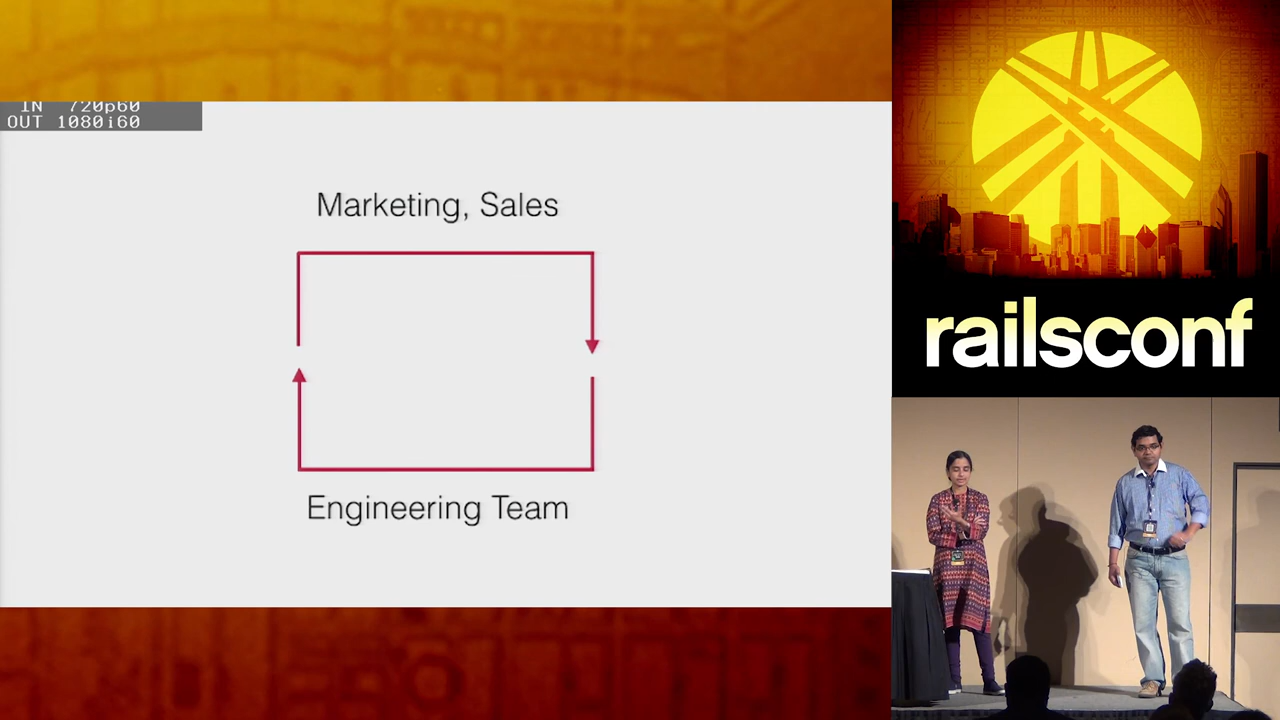 IN 720p60
OUT 1080i60
Marketing, Sales
Engineering Team
railsconf